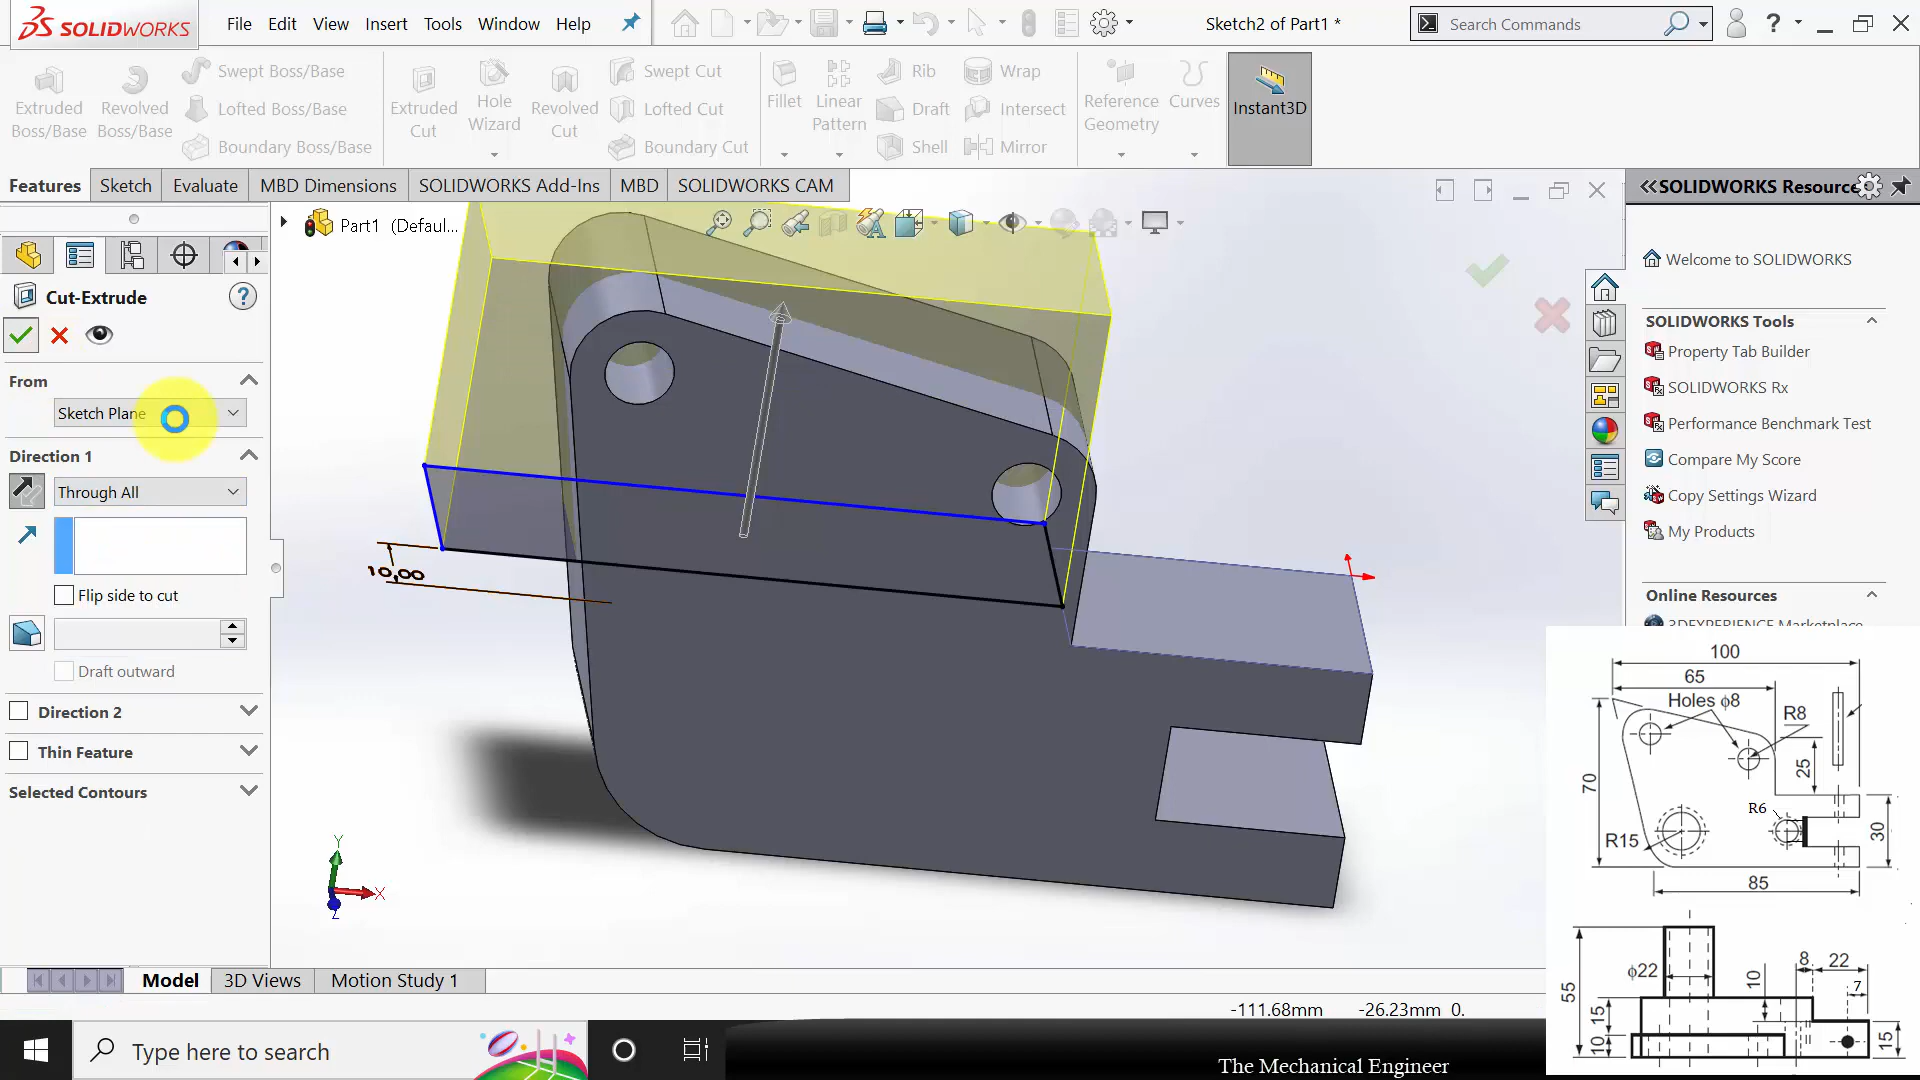 SOLIDWORKS File Edit View Insert Tools Window Help Sketch2 of Part1 * Search Commands ?
Extruded Boss/Base
Revolved Boss/Base
Swept Boss/Base
Lofted Boss/Base
Boundary Boss/Base
Extruded Cut
Hole Wizard
Revolved Cut
Swept Cut
Lofted Cut
Boundary Cut
Fillet
Linear Pattern
Rib
Draft
Shell
Wrap
Intersect
Mirror
Reference Geometry
Curves
Instant3D
Features Sketch Evaluate MBD Dimensions SOLIDWORKS Add-Ins MBD SOLIDWORKS CAM
Part1 (Defaul...
Cut-Extrude ?
From
Sketch Plane
Direction 1
Through All
Flip side to cut
Draft outward
Direction 2
Thin Feature
Selected Contours
10,00
Y
X
Z
SOLIDWORKS Resource
Welcome to SOLIDWORKS
SOLIDWORKS Tools
Property Tab Builder
SOLIDWORKS Rx
Performance Benchmark Test
Compare My Score
Copy Settings Wizard
My Products
Online Resources
100
65
Holes ϕ8
R8
70
25
R6
R15
30
85
ϕ22
8 22
10
7
55
15
10
15
Model 3D Views Motion Study 1
-111.68mm -26.23mm 0.
Type here to search
The Mechanical Engineer